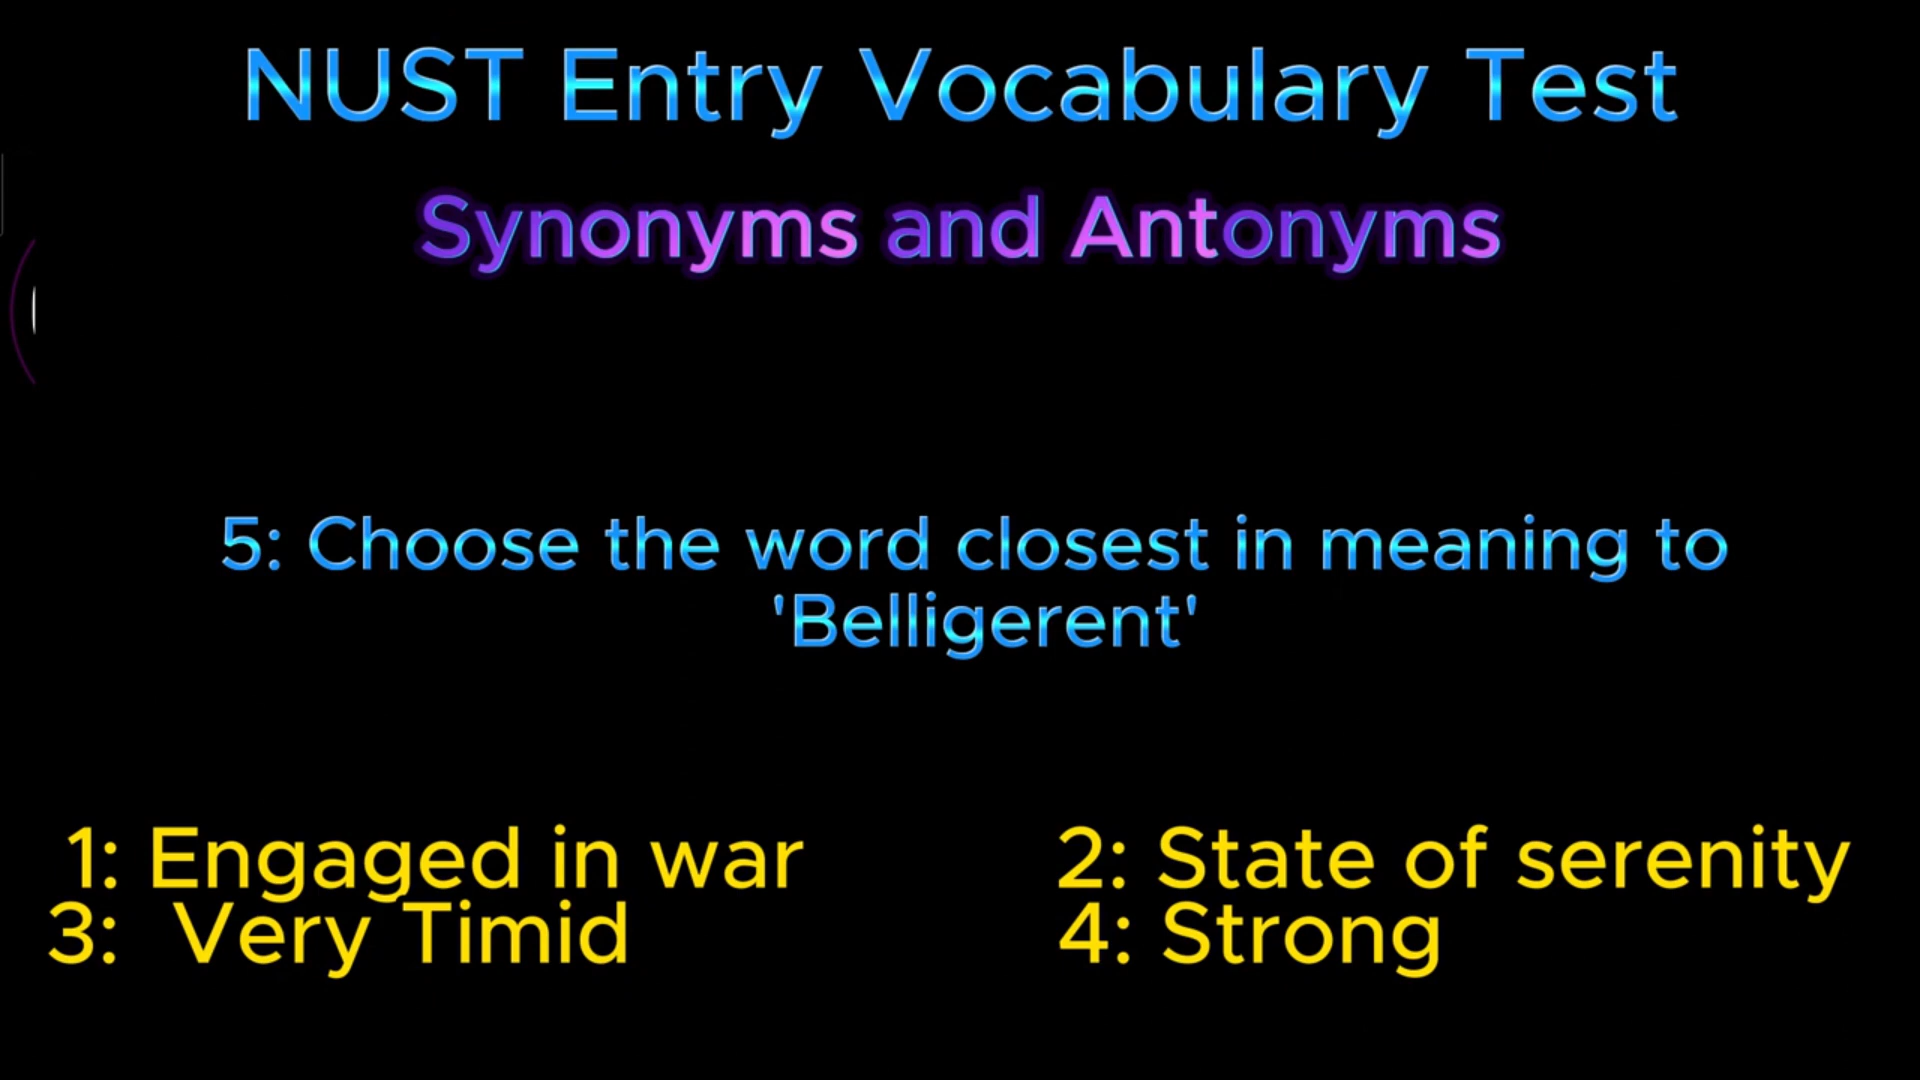 NUST Entry Vocabulary Test
Synonyms and Antonyms
5: Choose the word closest in meaning to
'Belligerent'
1: Engaged in war
2: State of serenity
3: Very Timid
4: Strong